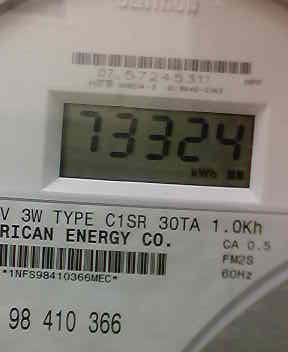 73324
kWh
V 3W TYPE C1SR 30TA 1.0Kh
RICAN ENERGY CO.
CA 0.5
FM2S
60Hz
*1NFS98410366MEC*
98 410 366